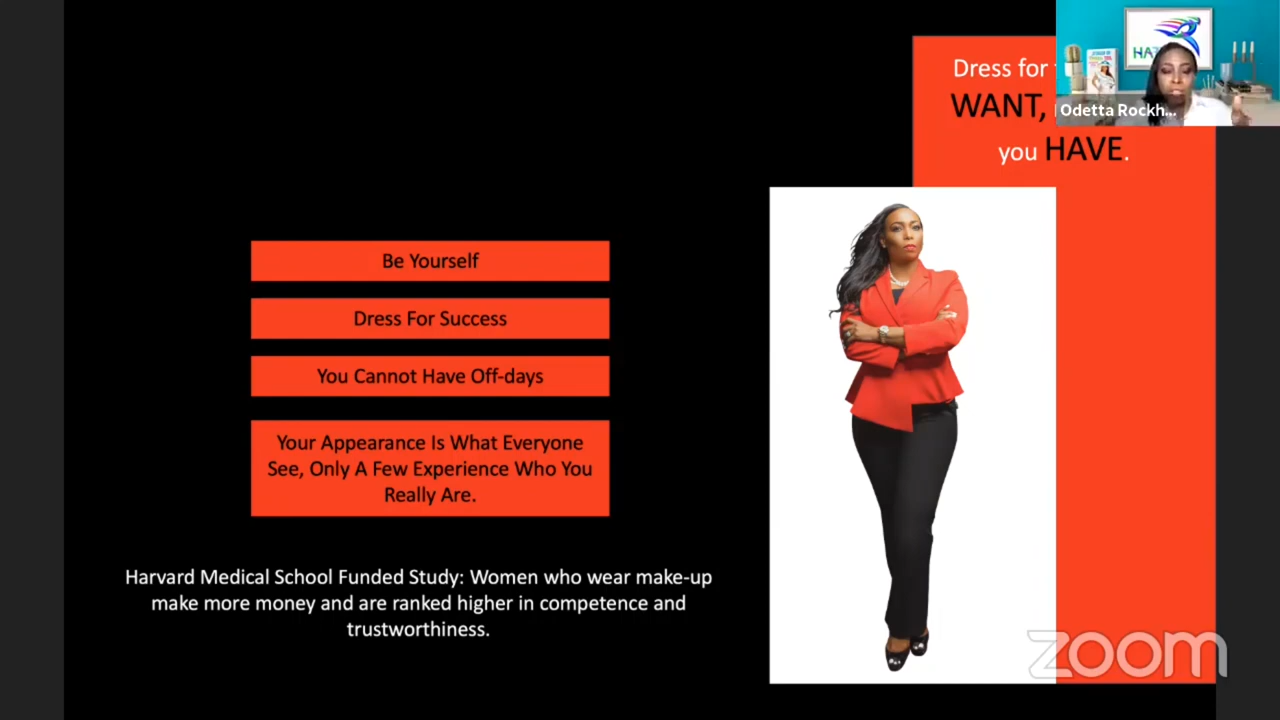 Dress for
WANT,
you HAVE.
HAT
Odetta Rockh...
Be Yourself
Dress For Success
You Cannot Have Off-days
Your Appearance Is What Everyone
See, Only A Few Experience Who You
Really Are.
Harvard Medical School Funded Study: Women who wear make-up
make more money and are ranked higher in competence and
trustworthiness.
zoom